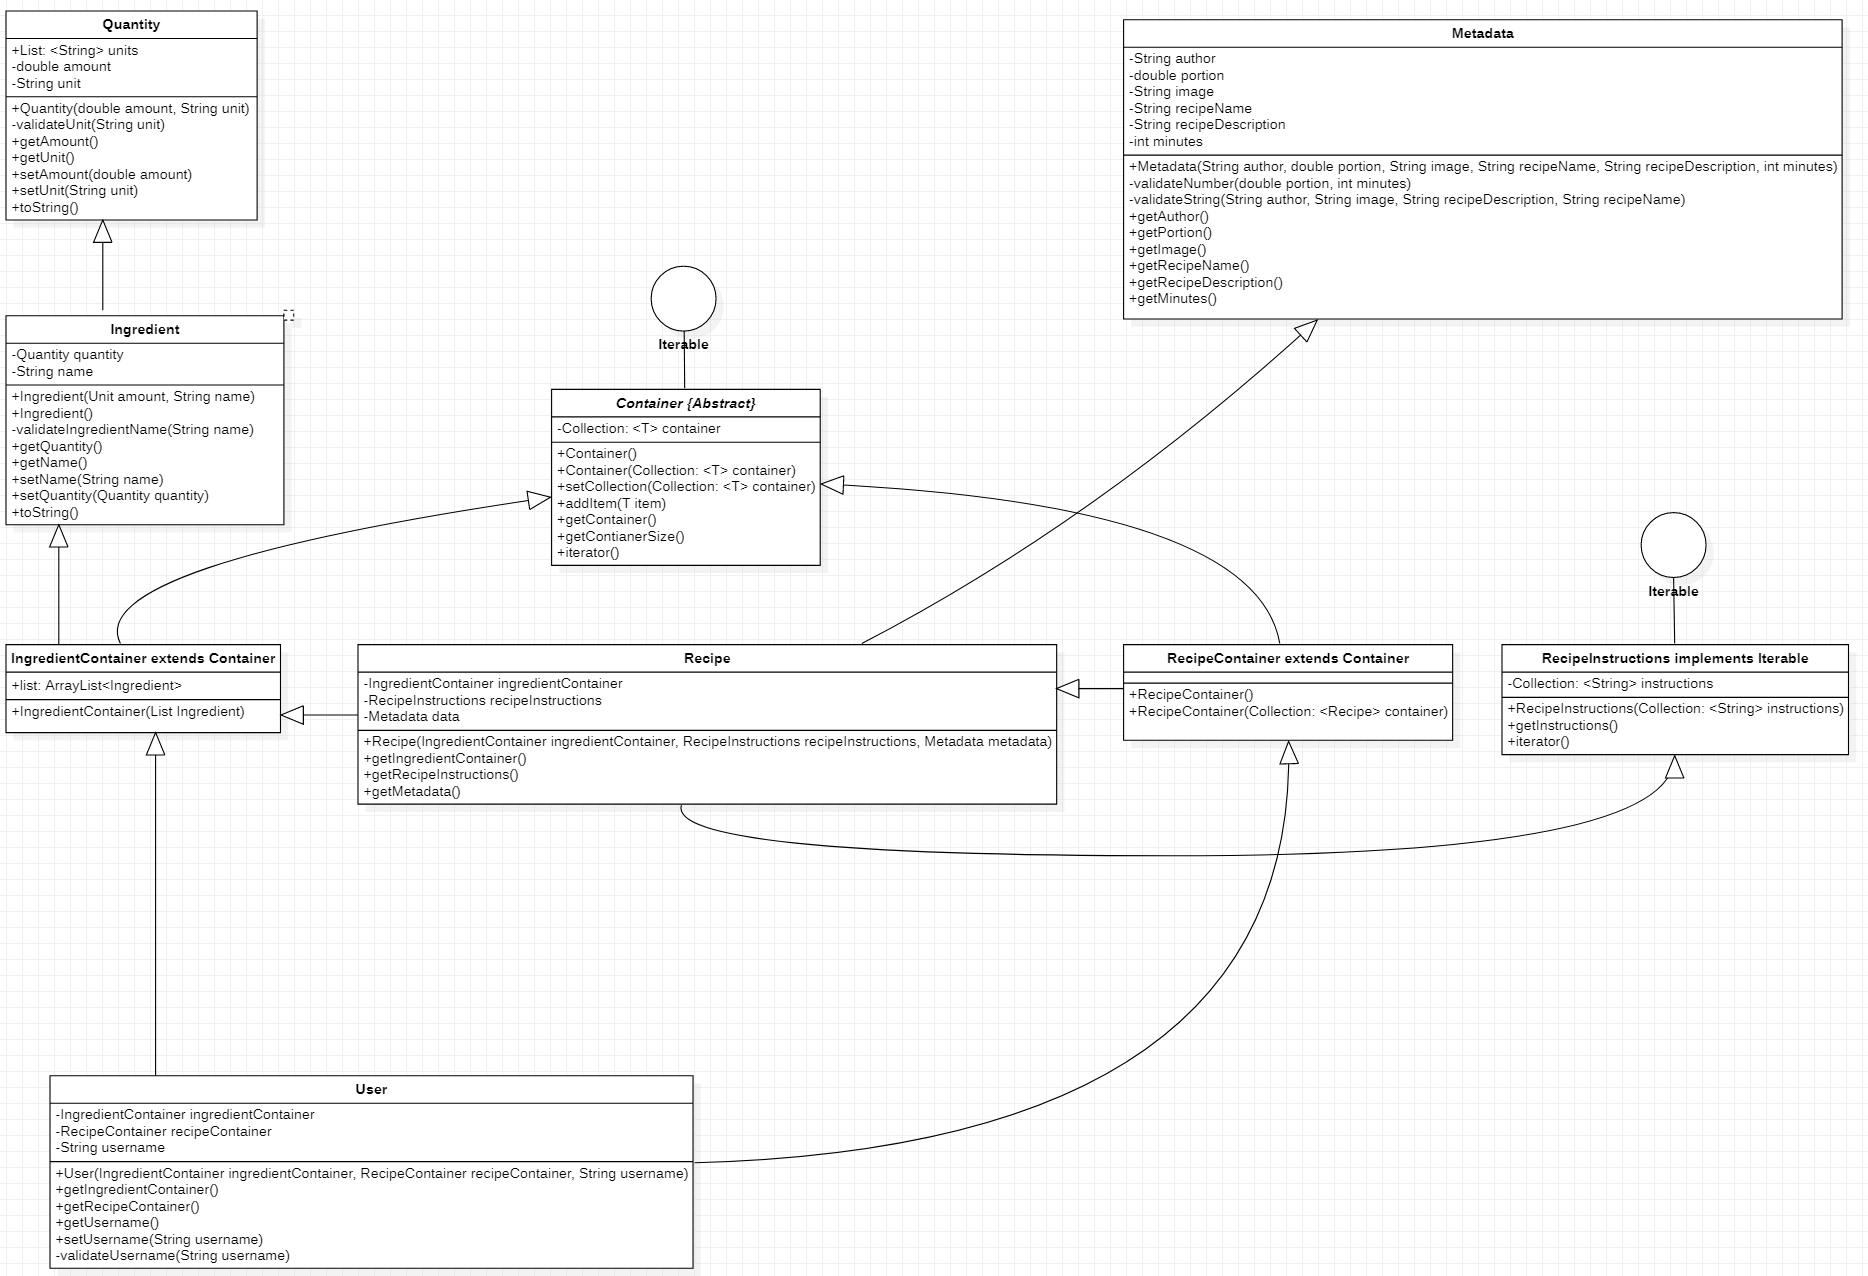 Quantity
+List: <String> units
-double amount
-String unit
+Quantity(double amount, String unit)
-validateUnit(String unit)
+getAmount()
+getUnit()
+setAmount(double amount)
+setUnit(String unit)
+toString()
Metadata
-String author
-double portion
-String image
-String recipeName
-String recipeDescription
-int minutes
+Metadata(String author, double portion, String image, String recipeName, String recipeDescription, int minutes)
-validateNumber(double portion, int minutes)
-validateString(String author, String image, String recipeDescription, String recipeName)
+getAuthor()
+getPortion()
+getImage()
+getRecipeName()
+getRecipeDescription()
+getMinutes()
Ingredient
-Quantity quantity
-String name
+Ingredient(Unit amount, String name)
+Ingredient()
-validateIngredientName(String name)
+getQuantity()
+getName()
+setName(String name)
+setQuantity(Quantity quantity)
+toString()
Iterable
Container {Abstract}
-Collection: <T> container
+Container()
+Container(Collection: <T> container)
+setCollection(Collection: <T> container)
+addItem(T item)
+getContainer()
+getContianerSize()
+iterator()
Iterable
IngredientContainer extends Container
+list: ArrayList<Ingredient>
+IngredientContainer(List Ingredient)
Recipe
-IngredientContainer ingredientContainer
-RecipeInstructions recipeInstructions
-Metadata data
+Recipe(IngredientContainer ingredientContainer, RecipeInstructions recipeInstructions, Metadata metadata)
+getIngredientContainer()
+getRecipeInstructions()
+getMetadata()
RecipeContainer extends Container
+RecipeContainer()
+RecipeContainer(Collection: <Recipe> container)
RecipeInstructions implements Iterable
-Collection: <String> instructions
+RecipeInstructions(Collection: <String> instructions)
+getInstructions()
+iterator()
User
-IngredientContainer ingredientContainer
-RecipeContainer recipeContainer
-String username
+User(IngredientContainer ingredientContainer, RecipeContainer recipeContainer, String username)
+getIngredientContainer()
+getRecipeContainer()
+getUsername()
+setUsername(String username)
-validateUsername(String username)